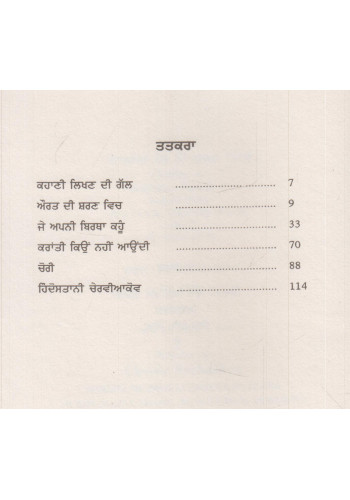 ਤਤਕਰਾ
ਕਹਾਣੀ ਲਿਖਣ ਦੀ ਗੱਲ ........................ ........... 7
ਔਰਤ ਦੀ ਸ਼ਰਣ ਵਿਚ ................................... 9
ਜੋ ਅਪਨੀ ਬਿਰਥਾ ਕਹੂੰ ................................... 33
ਕਰਾਂਤੀ ਕਿਉਂ ਨਹੀਂ ਆਉਂਦੀ ................................... 70
ਚੋਗੀ ................................... 88
ਹਿੰਦੋਸਤਾਨੀ ਚੇਰਵੀਆਕੋਵ ................................... 114